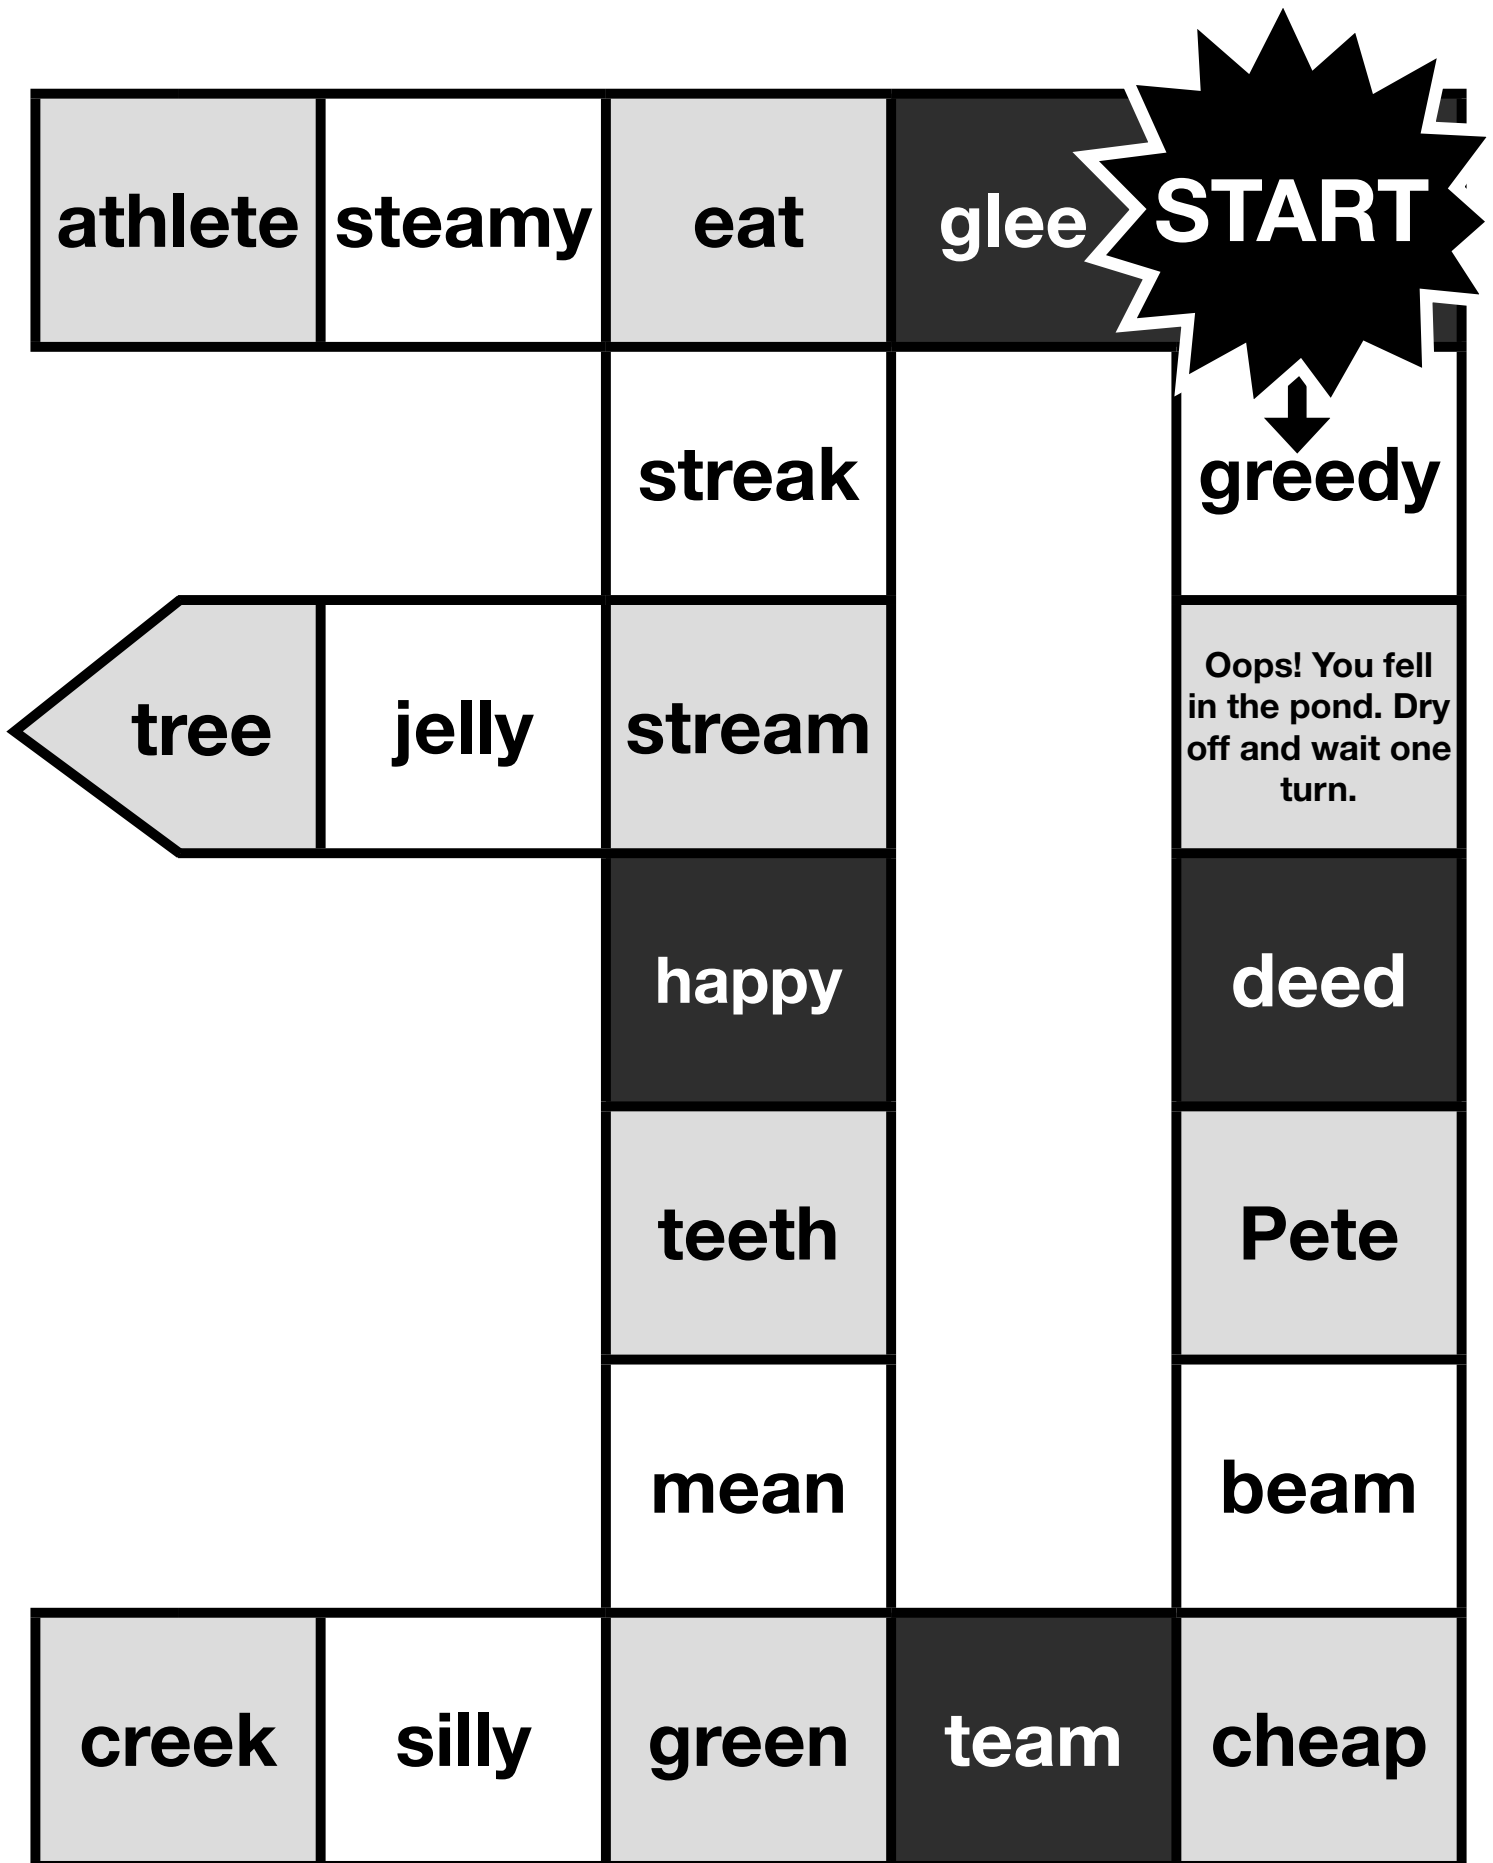 START
athlete steamy eat glee
streak greedy
Oops! You fell
in the pond. Dry
off and wait one
turn.
tree jelly stream
happy deed
teeth Pete
mean beam
creek silly green team cheap